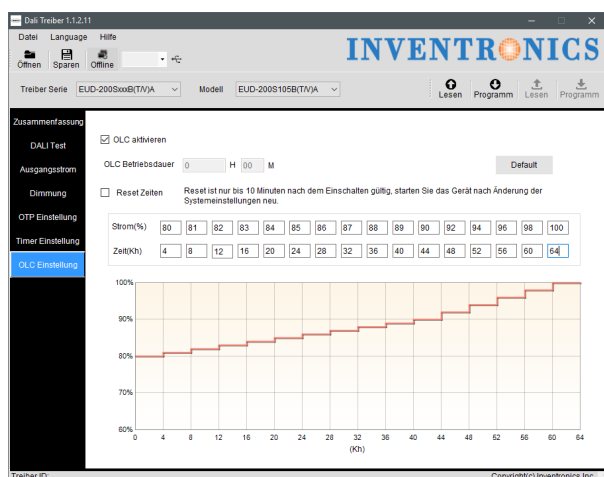 Dali Treiber 1.1.2.11
Datei Language Hilfe
Öffnen Sparen Offline
INVENTRONICS
Treiber Serie EUD-200SxxxB(T/V)A Modell EUD-200S105B(T/V)A Lesen Programm Lesen Programm
Zusammenfassung
DALI Test
Ausgangsstrom
Dimmung
OTP Einstellung
Timer Einstellung
OLC Einstellung
OLC aktivieren
OLC Betriebsdauer 0 H 00 M Default
Reset Zeiten Reset ist nur bis 10 Minuten nach dem Einschalten gültig, starten Sie das Gerät nach Änderung der
Systemeinstellungen neu.
Strom(%) 80 81 82 83 84 85 86 87 88 89 90 92 94 96 98 100
Zeit(Kh) 4 8 12 16 20 24 28 32 36 40 44 48 52 56 60 64
100%
90%
80%
70%
60%
0 4 8 12 16 20 24 28 32 36 40 44 48 52 56 60 64
(Kh)
Treiber ID: Copyright(c) Inventronics Inc.